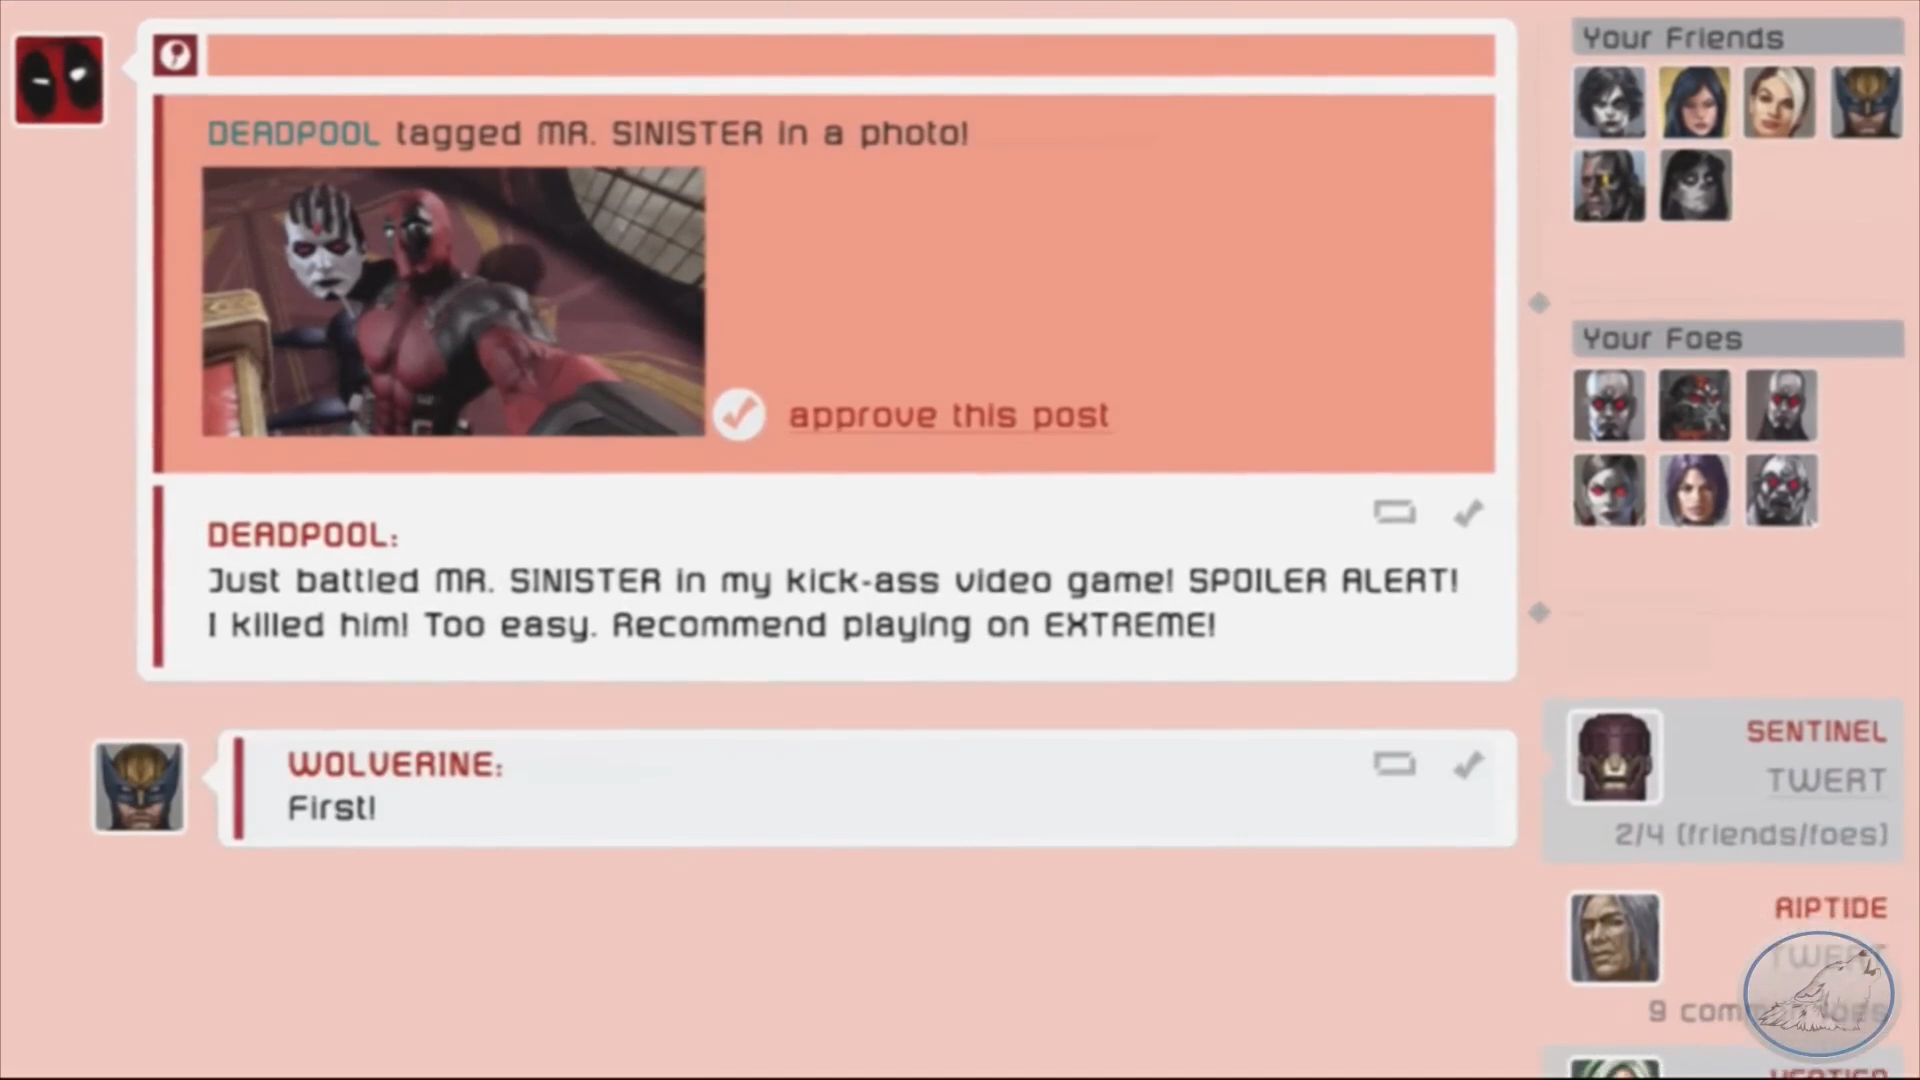 DEADPOOL tagged MR. SINISTER in a photo!
approve this post
DEADPOOL:
Just battled MR. SINISTER in my kick-ass video game! SPOILER ALERT!
I killed him! Too easy. Recommend playing on EXTREME!
WOLVERINE:
First!
Your Friends
Your Foes
SENTINEL
TWERT
2/4 (friends/foes)
RIPTIDE
TWERT
9